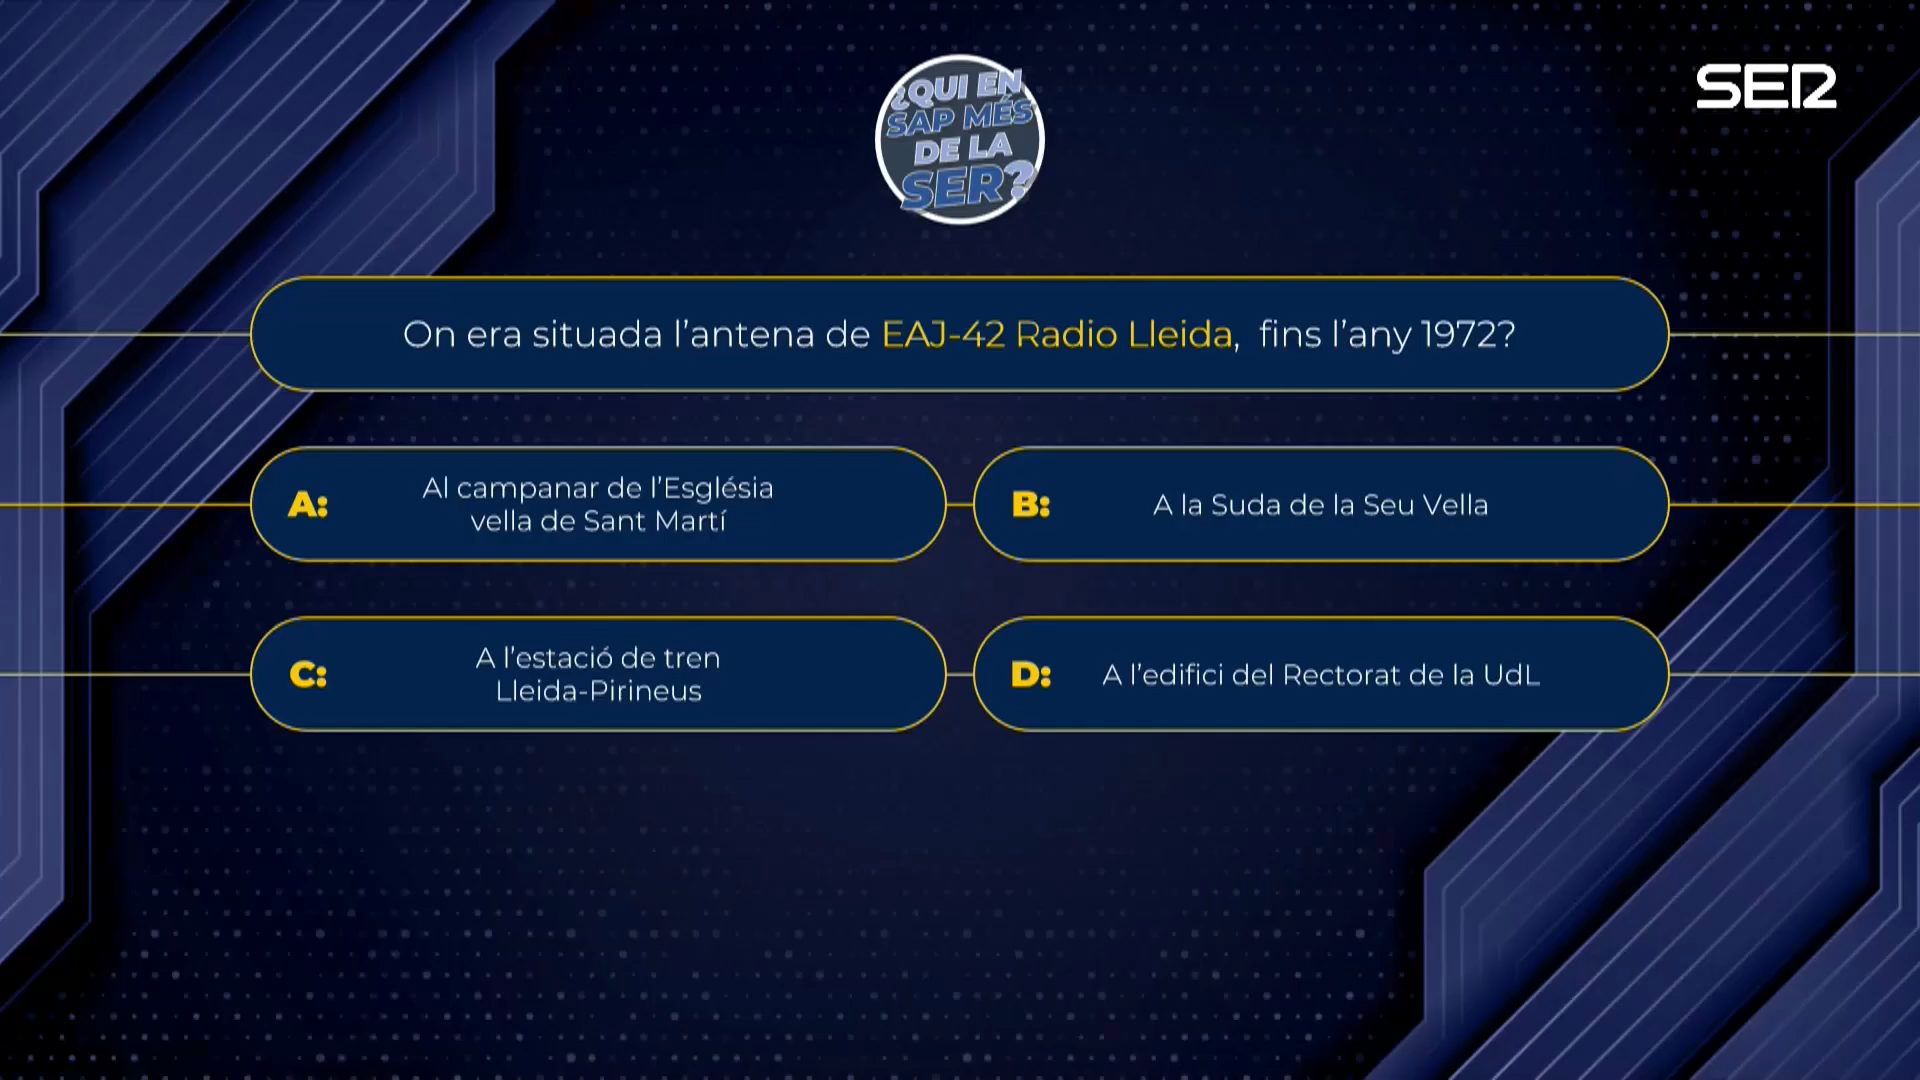 ¿QUI EN
SAP MÉS
DE LA
SER?
SER
On era situada l'antena de EAJ-42 Radio Lleida, fins l'any 1972?
A: Al campanar de l'Església
vella de Sant Martí
B: A la Suda de la Seu Vella
C: A l'estació de tren
Lleida-Pirineus
D: A l'edifici del Rectorat de la UdL